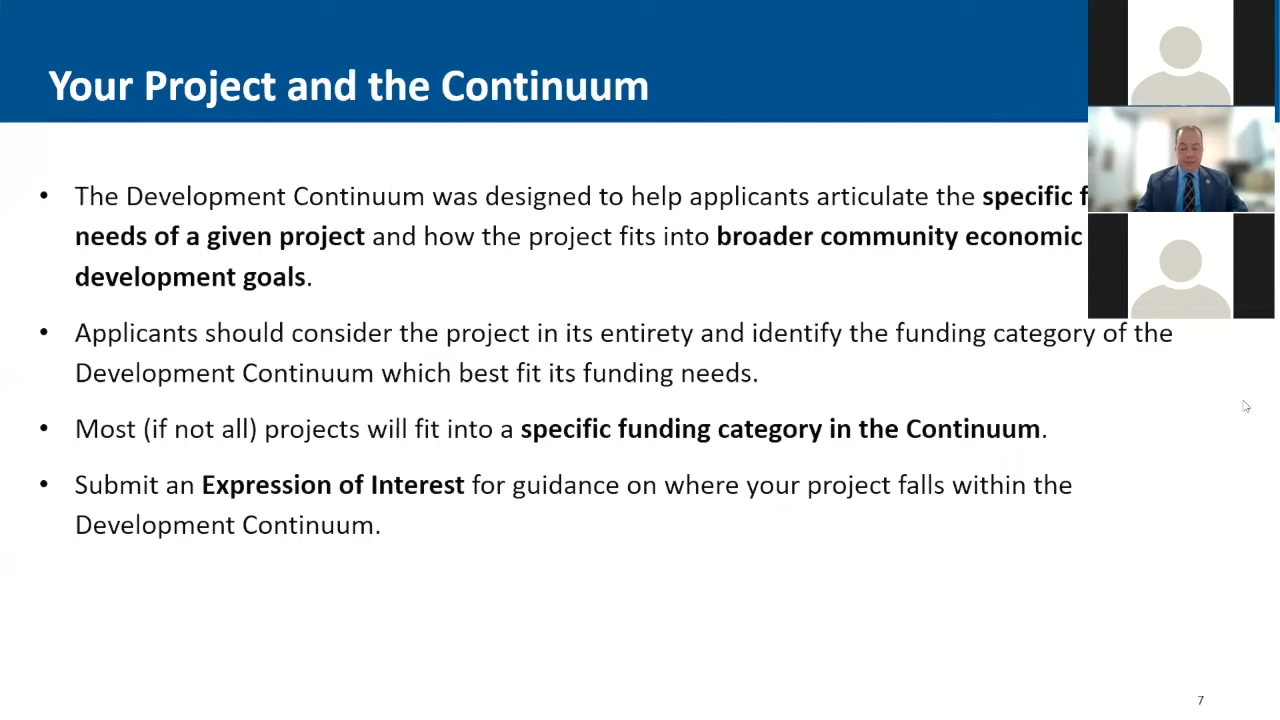 Your Project and the Continuum
• The Development Continuum was designed to help applicants articulate the specific
needs of a given project and how the project fits into broader community economic
development goals.
• Applicants should consider the project in its entirety and identify the funding category of the
Development Continuum which best fit its funding needs.
• Most (if not all) projects will fit into a specific funding category in the Continuum.
• Submit an Expression of Interest for guidance on where your project falls within the
Development Continuum.
7